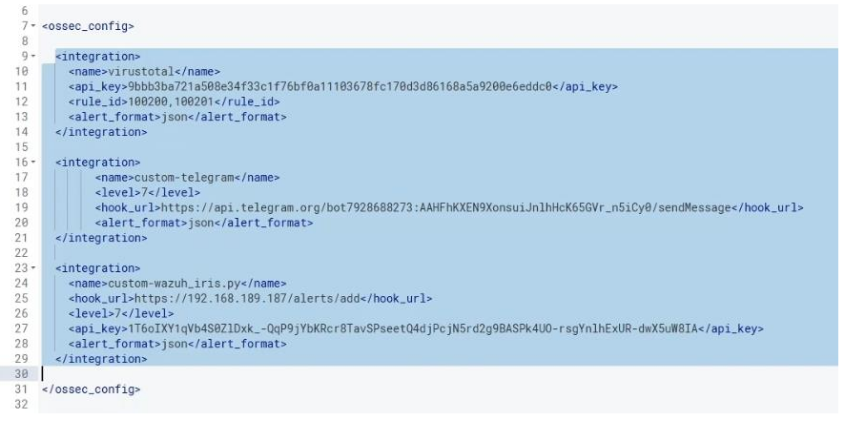 6
7 <ossec_config>
8
9 <integration>
10 <name>virustotal</name>
11 <api_key>9bbb3ba721a508e34f33c1f76bf0a11103678fc170d3d86168a5a9200e6eddc0</api_key>
12 <rule_id>100200,100201</rule_id>
13 <alert_format>json</alert_format>
14 </integration>
15
16 <integration>
17 <name>custom-telegram</name>
18 <level>7</level>
19 <hook_url>https://api.telegram.org/bot7928688273:AAHFhKXEN9XonsuiJnlhHcK65GVr_n5iCy0/sendMessage</hook_url>
20 <alert_format>json</alert_format>
21 </integration>
22
23 <integration>
24 <name>custom-wazuh_iris.py</name>
25 <hook_url>https://192.168.189.187/alerts/add</hook_url>
26 <level>7</level>
27 <api_key>1T6oIXY1qVb4S0ZlDxk_-QqP9jYbKRcr8TavSPseetQ4djPcjN5rd2g9BASPk4UO-rsgYnlhExUR-dwX5uW8IA</api_key>
28 <alert_format>json</alert_format>
29 </integration>
30
31 </ossec_config>
32